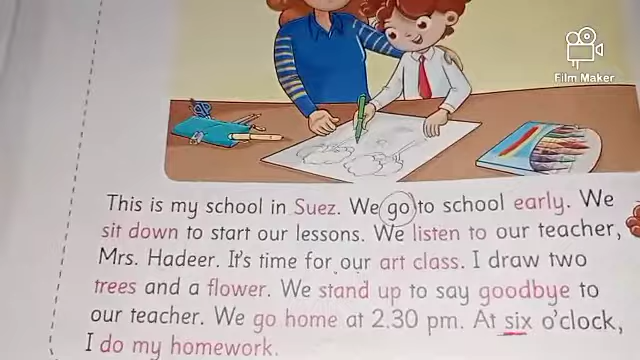 Film Maker
This is my school in Suez. We go to school early. We
sit down to start our lessons. We listen to our teacher,
Mrs. Hadeer. It's time for our art class. I draw two
trees and a flower. We stand up to say goodbye to
our teacher. We go home at 2.30 pm. At six o'clock,
I do my homework.